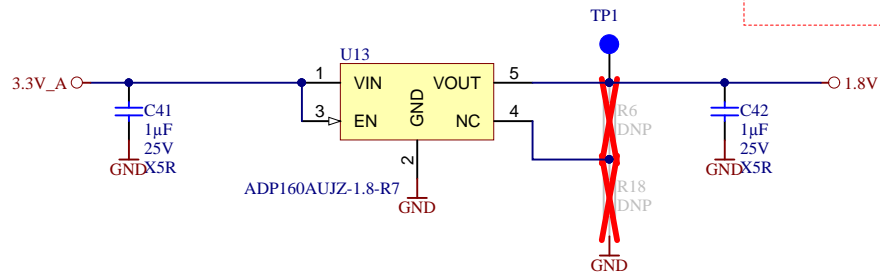 TP1
U13
3.3V_A
1
VIN
VOUT
5
1.8V
3
EN
GND
NC
4
2
C41
1µF
25V
X5R
GND
ADP160AUJZ-1.8-R7
GND
R6
DNP
R18
DNP
GND
C42
1µF
25V
X5R
GND